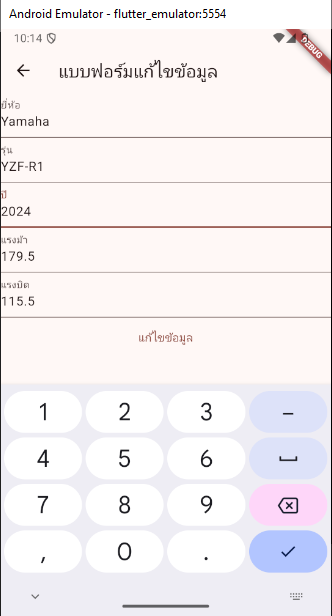 Android Emulator - flutter_emulator:5554
10:14
DEBUG
แบบฟอร์มแก้ไขข้อมูล
ยี่ห้อ
Yamaha
รุ่น
YZF-R1
ปี
2024
แรงม้า
179.5
แรงบิด
115.5
แก้ไขข้อมูล
1 2 3 –
4 5 6
7 8 9
, 0 .